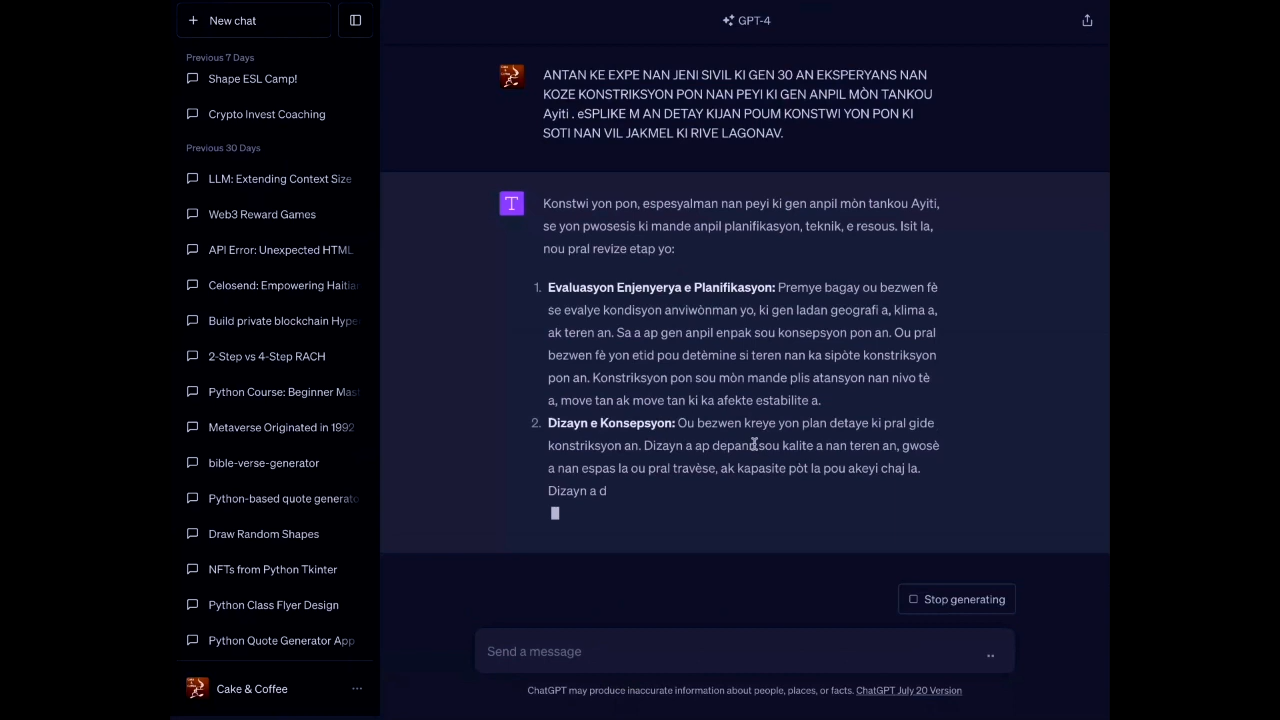 New chat
Previous 7 Days
Shape ESL Camp!
Crypto Invest Coaching
Previous 30 Days
LLM: Extending Context Size
Web3 Reward Games
API Error: Unexpected HTML
Celosend: Empowering Haitia
Build private blockchain Hype
2-Step vs 4-Step RACH
Python Course: Beginner Mas
Metaverse Originated in 1992
bible-verse-generator
Python-based quote generato
Draw Random Shapes
NFTs from Python Tkinter
Python Class Flyer Design
Python Quote Generator App
Cake & Coffee
GPT-4
ANTAN KE EXPE NAN JENI SIVIL KI GEN 30 AN EKSPERYANS NAN
KOZE KONSTRIKSYON PON NAN PEYI KI GEN ANPIL MÒN TANKOU
Ayiti . eSPLIKE M AN DETAY KIJAN POUM KONSTWI YON PON KI
SOTI NAN VIL JAKMEL KI RIVE LAGONAV.
T
Konstwi yon pon, espesyalman nan peyi ki gen anpil mòn tankou Ayiti,
se yon pwosesis ki mande anpil planifikasyon, teknik, e resous. Isit la,
nou pral revize etap yo:
1. Evaluasyon Enjenyerya e Planifikasyon: Premye bagay ou bezwen fè
se evalye kondisyon anviwònman yo, ki gen ladan geografi a, klima a,
ak teren an. Sa a ap gen anpil enpak sou konsepsyon pon an. Ou pral
bezwen fè yon etid pou detèmine si teren nan ka sipòte konstriksyon
pon an. Konstriksyon pon sou mòn mande plis atansyon nan nivo tè
a, move tan ak move tan ki ka afekte estabilite a.
2. Dizayn e Konsepsyon: Ou bezwen kreye yon plan detaye ki pral gide
konstriksyon an. Dizayn a ap depand sou kalite a nan teren an, gwosè
a nan espas la ou pral travèse, ak kapasite pòt la pou akeyi chaj la.
Dizayn a d
Stop generating
Send a message
ChatGPT may produce inaccurate information about people, places, or facts. ChatGPT July 20 Version